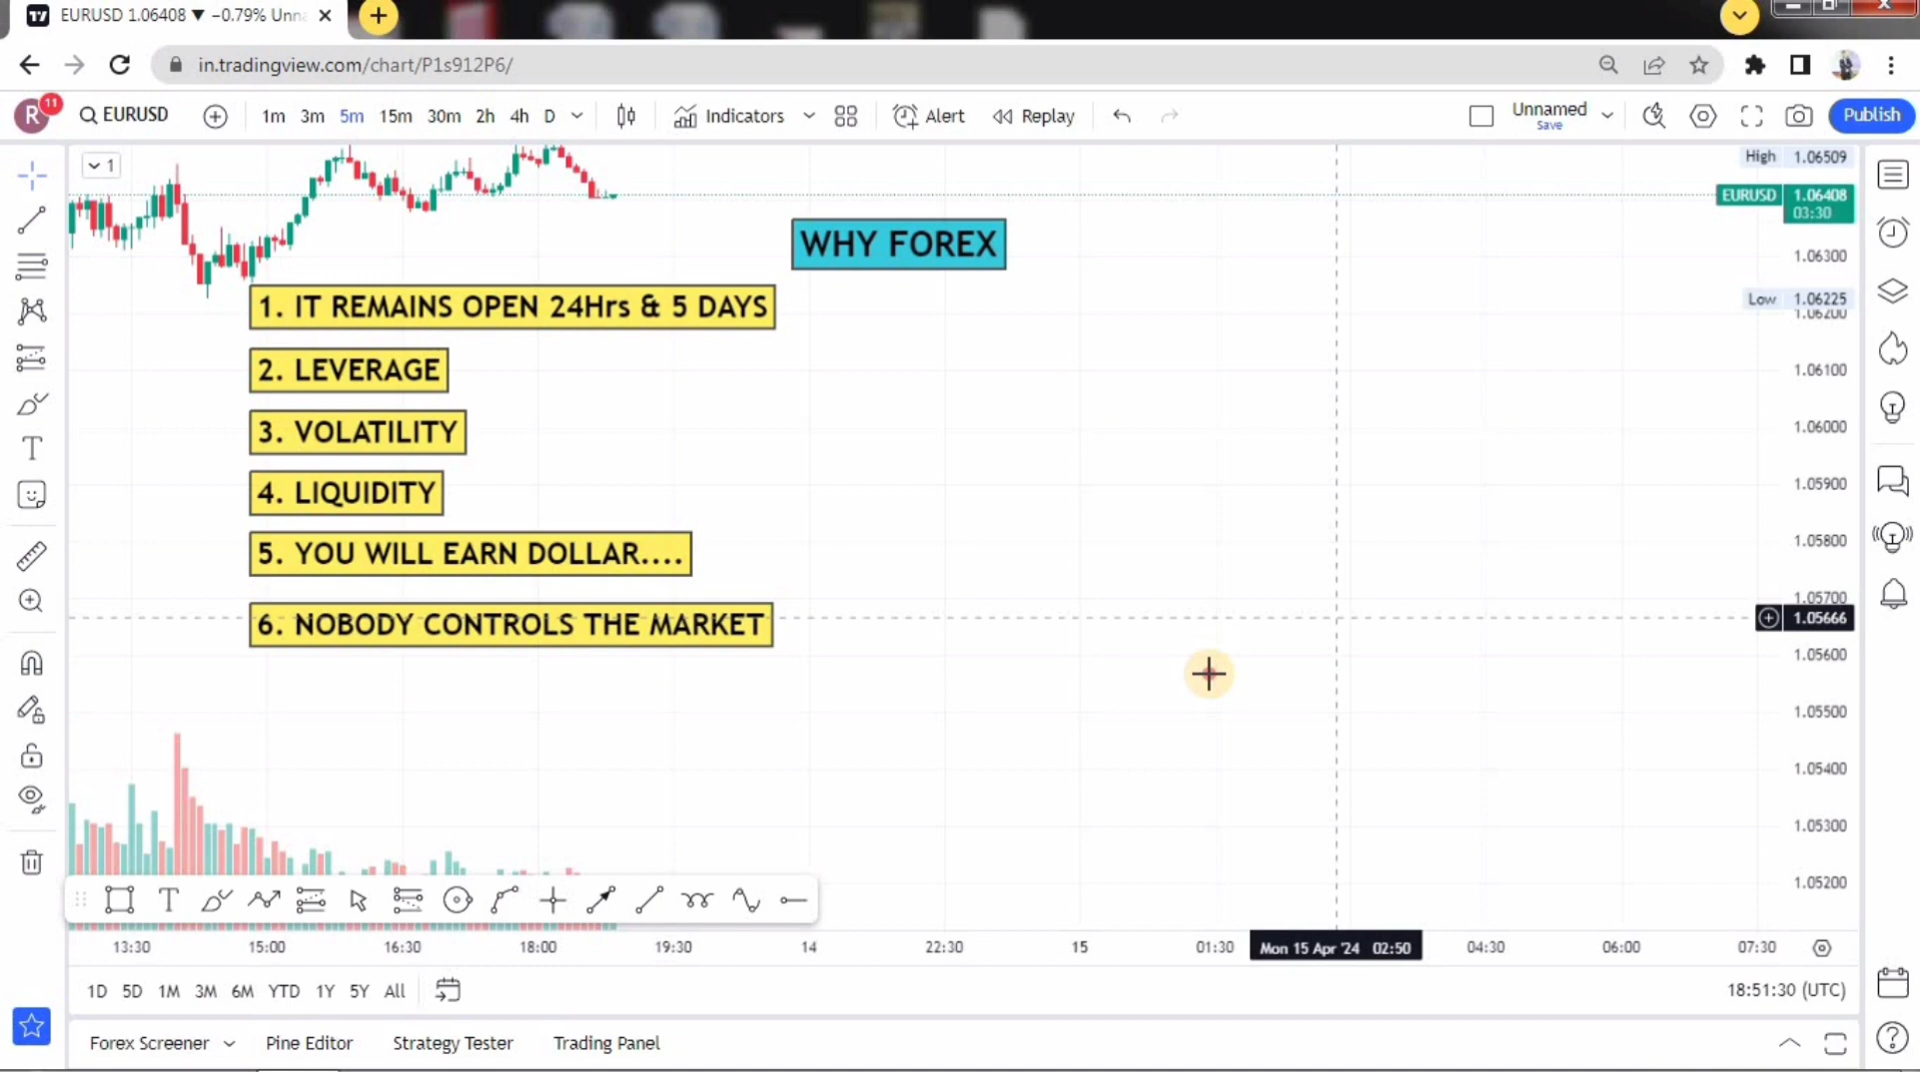 EURUSD 1.06408 ▼ −0.79% Unna
in.tradingview.com/chart/P1s912P6/
R 11 EURUSD 1m 3m 5m 15m 30m 2h 4h D Indicators Alert Replay Unnamed Save Publish
1
High 1.06509
EURUSD 1.06408
03:30
WHY FOREX
1.06300
1. IT REMAINS OPEN 24Hrs & 5 DAYS
Low 1.06225
1.06200
2. LEVERAGE
1.06100
3. VOLATILITY
1.06000
4. LIQUIDITY
1.05900
5. YOU WILL EARN DOLLAR....
1.05800
1.05700
6. NOBODY CONTROLS THE MARKET
1.05666
1.05600
1.05500
1.05400
1.05300
1.05200
13:30 15:00 16:30 18:00 19:30 14 22:30 15 01:30 Mon 15 Apr '24 02:50 04:30 06:00 07:30
1D 5D 1M 3M 6M YTD 1Y 5Y All 18:51:30 (UTC)
Forex Screener Pine Editor Strategy Tester Trading Panel